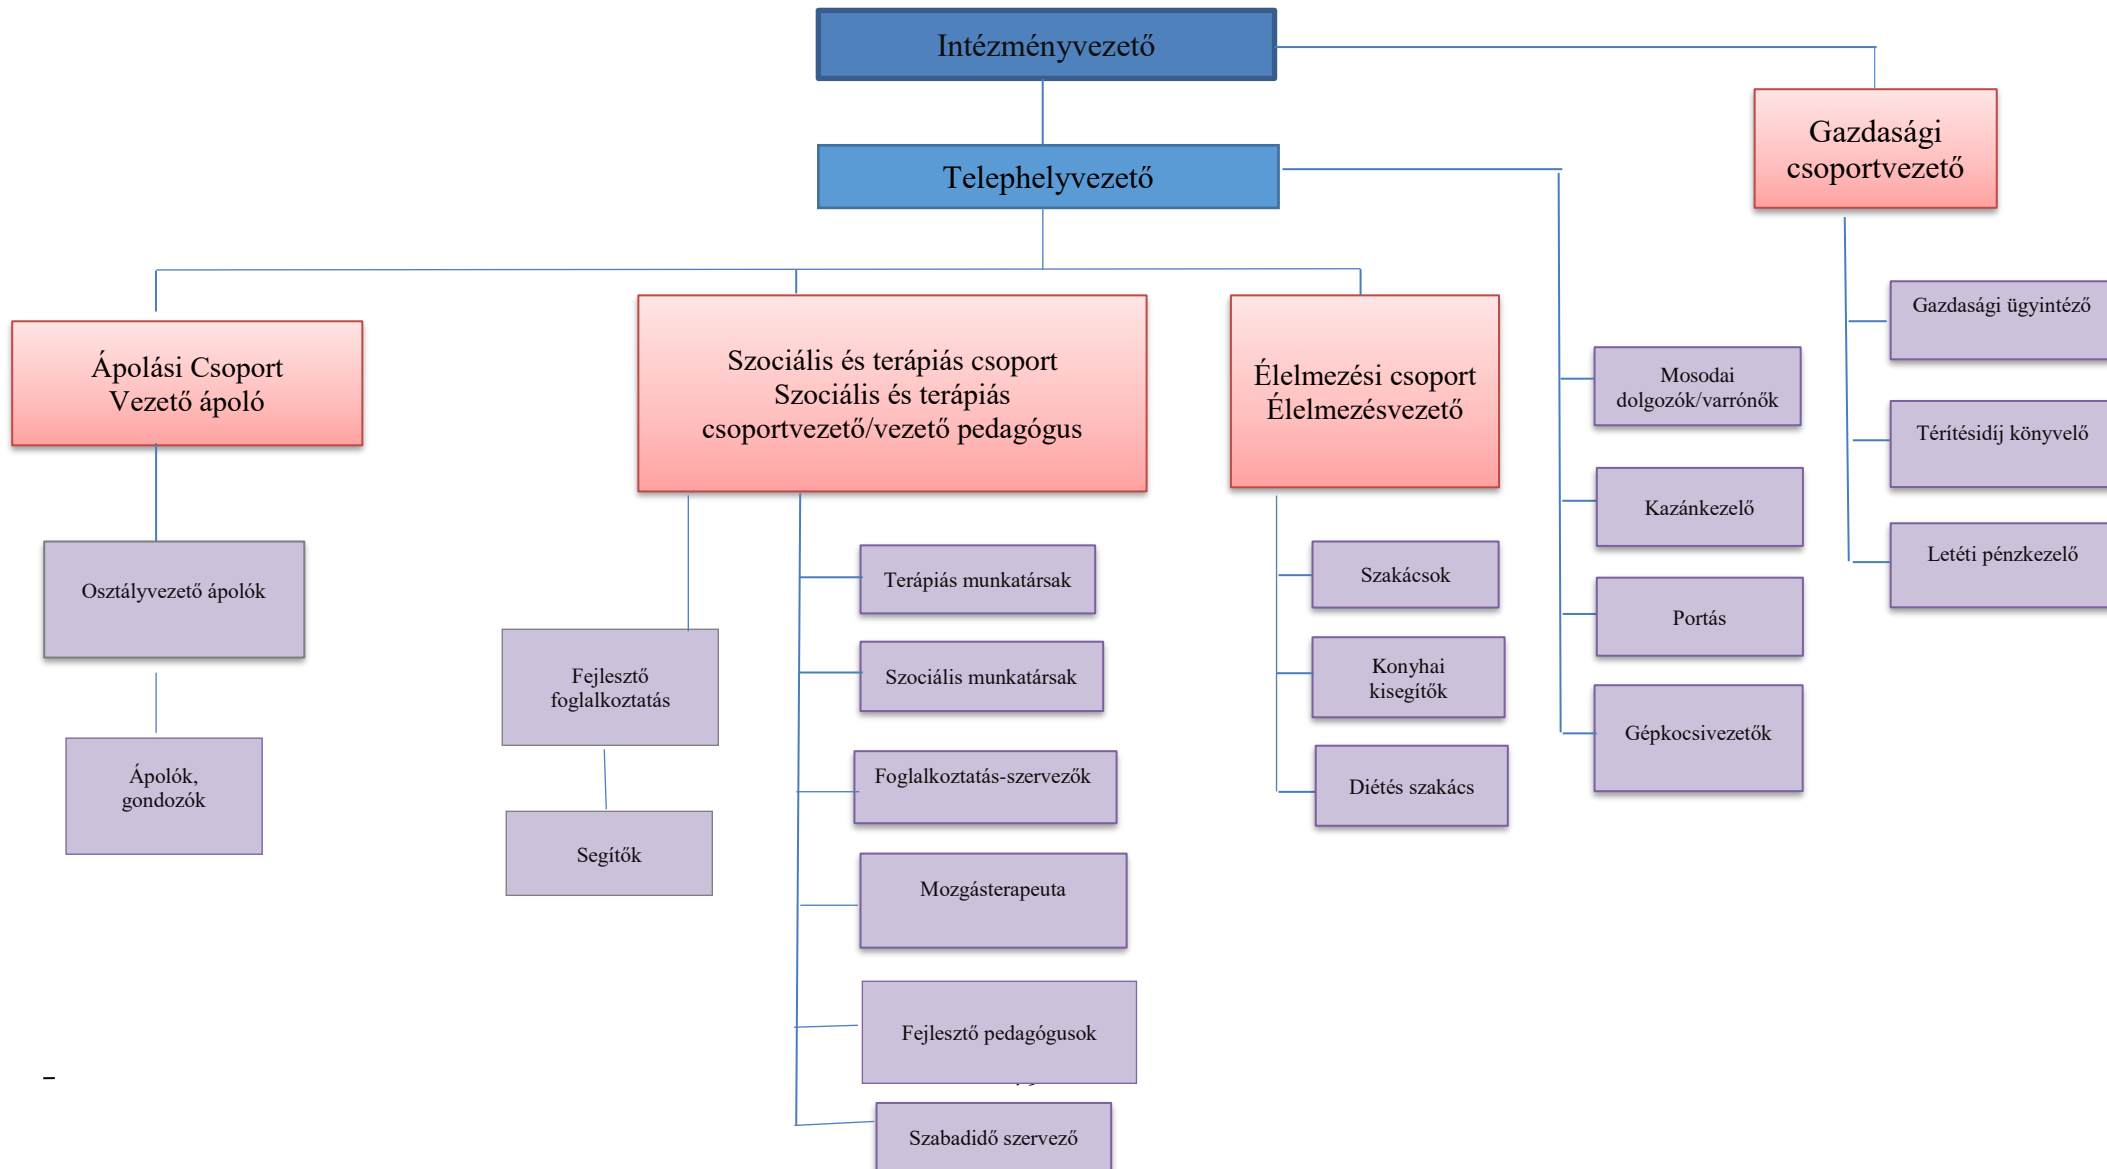 Intézményvezető
Gazdasági
csoportvezető
Telephelyvezető
Ápolási Csoport
Vezető ápoló
Szociális és terápiás csoport
Szociális és terápiás
csoportvezető/vezető pedagógus
Élelmezési csoport
Élelmezésvezető
Mosodai
dolgozók/varrónők
Kazánkezelő
Portás
Gépkocsivezetők
Gazdasági ügyintéző
Térítésidíj könyvelő
Letéti pénzkezelő
Osztályvezető ápolók
Ápolók,
gondozók
Fejlesztő
foglalkoztatás
Segítők
Terápiás munkatársak
Szociális munkatársak
Foglalkoztatás-szervezők
Mozgásterapeuta
Fejlesztő pedagógusok
Szabadidő szervező
Szakácsok
Konyhai
kisegítők
Diétés szakács
–